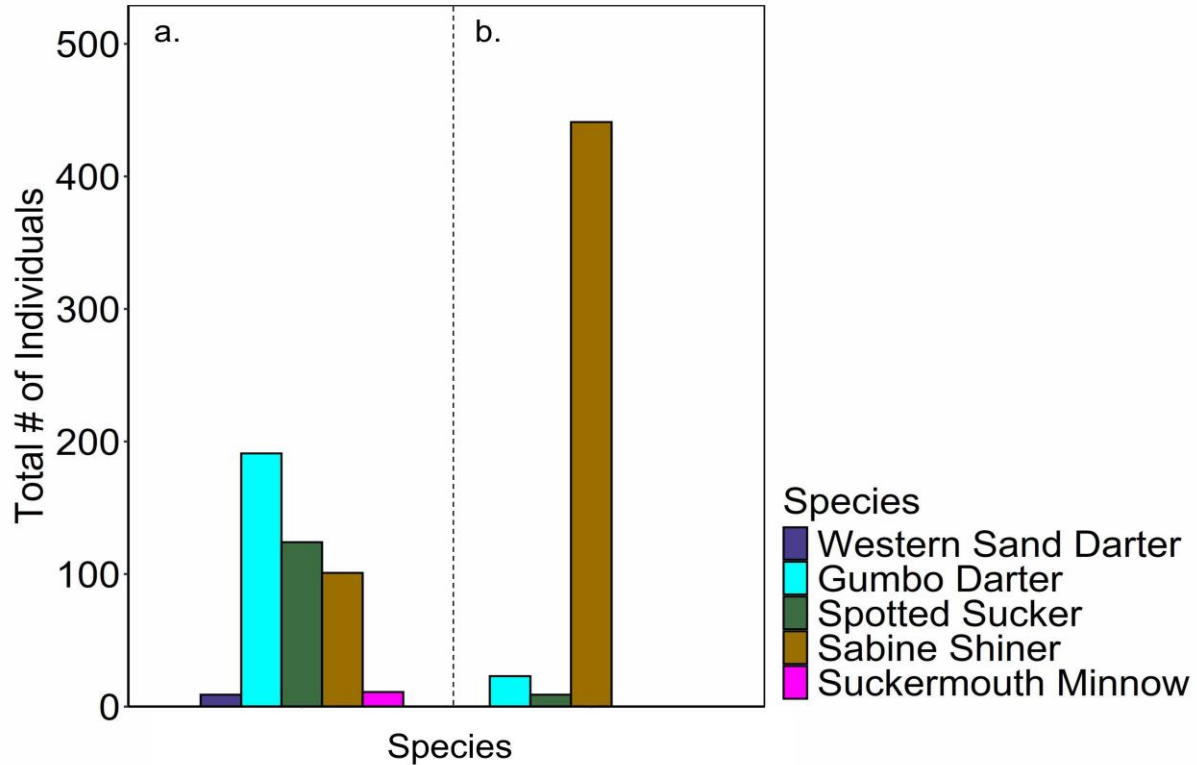 a.
b.
500
400
300
200
100
0
Total # of Individuals
Species
Species
Western Sand Darter
Gumbo Darter
Spotted Sucker
Sabine Shiner
Suckermouth Minnow